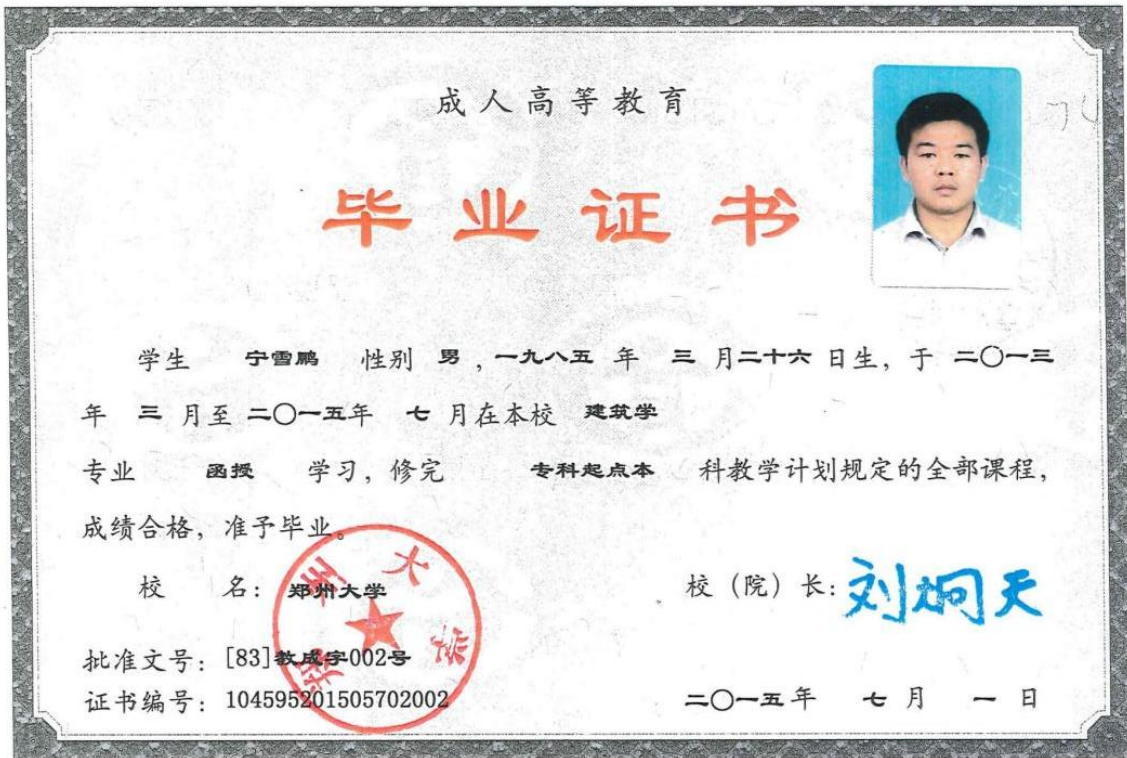 成人高等教育
毕业证书
学生 宁雪鹏 性别 男，一九八五 年 三 月二十六 日生，于 二〇一三
年 三 月至 二〇一五年 七 月在本校 建筑学
专业 函授 学习，修完 专科起点本 科教学计划规定的全部课程，
成绩合格，准予毕业。
校 名：郑州大学
校（院）长：刘炯天
批准文号：[83]教成字002号
证书编号：104595201505702002
二〇一五年 七 月 一 日
郑州大学